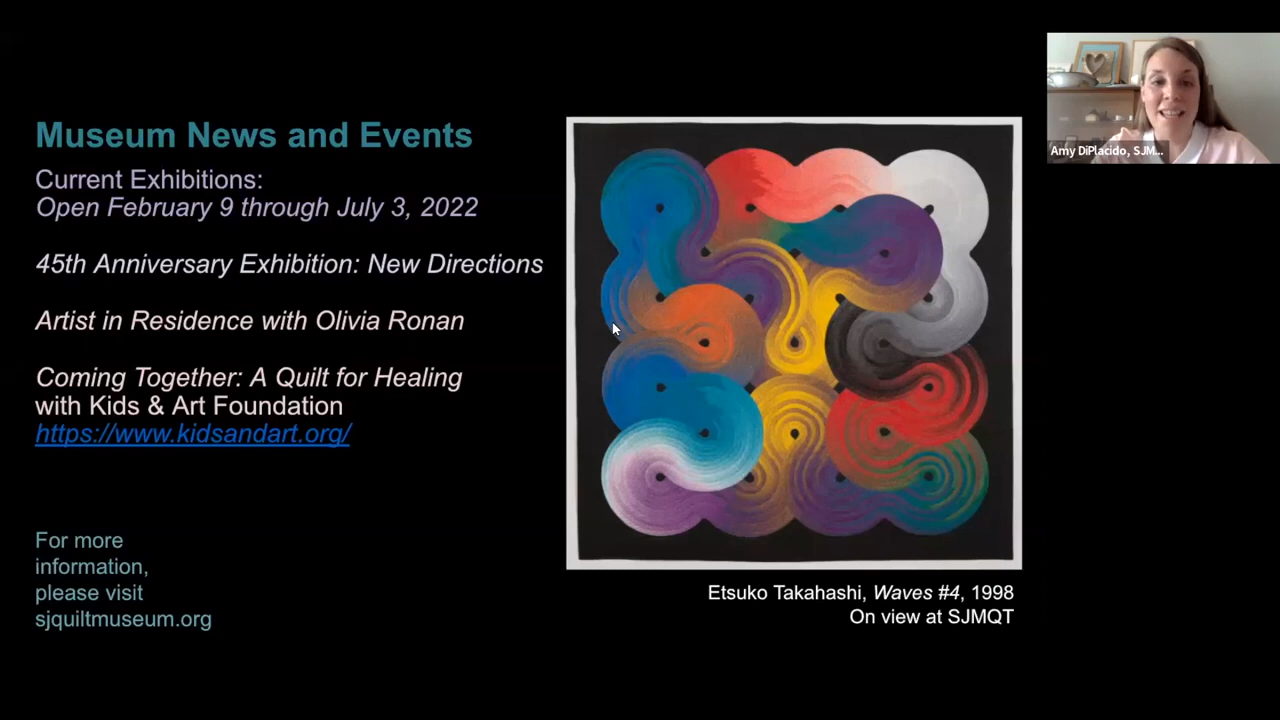 Museum News and Events
Current Exhibitions:
Open February 9 through July 3, 2022
45th Anniversary Exhibition: New Directions
Artist in Residence with Olivia Ronan
Coming Together: A Quilt for Healing
with Kids & Art Foundation
https://www.kidsandart.org/
For more
information,
please visit
sjquiltmuseum.org
Etsuko Takahashi, Waves #4, 1998
On view at SJMQT
Amy DiPlacido, SJM...